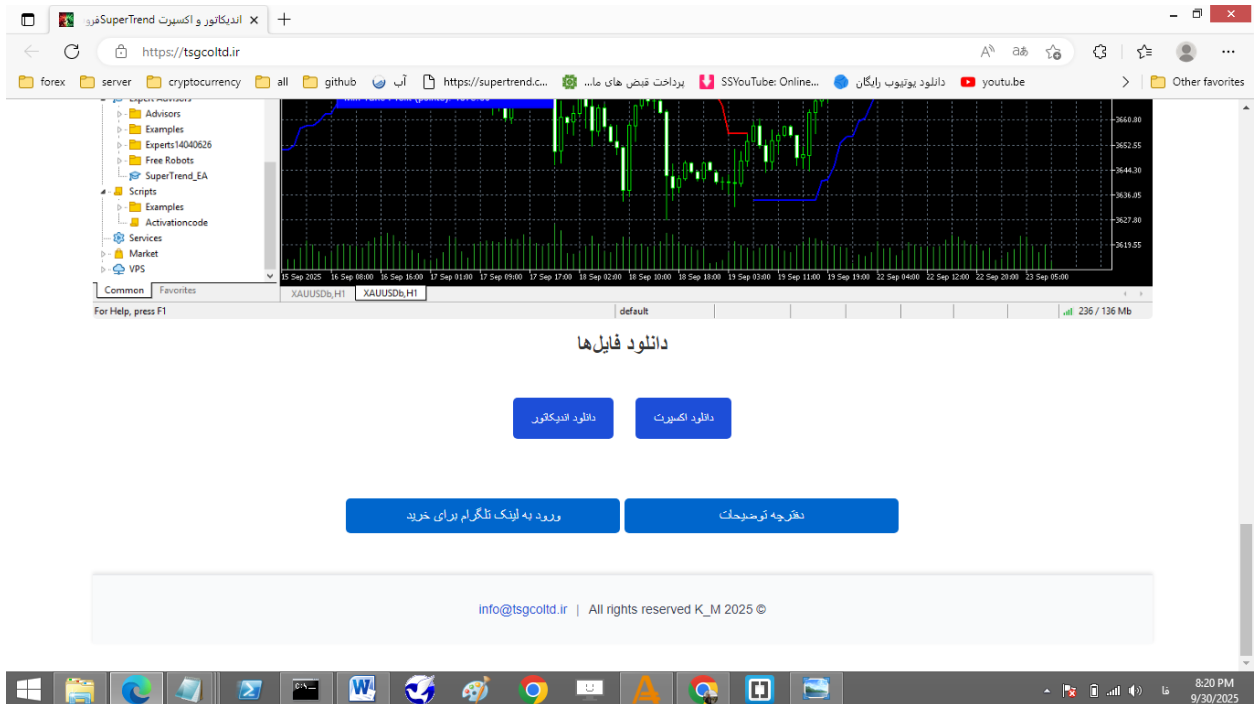 اندیکاتور و اکسپرت SuperTrend فرو
https://tsgcoltd.ir
forex
server
cryptocurrency
all
github
آب
https://supertrend.c...
پرداخت قبض های ما...
SSYouTube: Online...
دانلود یوتیوب رایگان
youtu.be
Other favorites
Expert Advisors
Advisors
Examples
Experts14040626
Free Robots
SuperTrend_EA
Scripts
Examples
Activationcode
Services
Market
VPS
Common
Favorites
3660.80
3652.55
3644.30
3636.05
3627.80
3619.55
15 Sep 2025 16 Sep 08:00 16 Sep 16:00 17 Sep 01:00 17 Sep 09:00 17 Sep 17:00 18 Sep 02:00 18 Sep 10:00 18 Sep 18:00 19 Sep 03:00 19 Sep 11:00 19 Sep 19:00 22 Sep 04:00 22 Sep 12:00 22 Sep 20:00 23 Sep 05:00
XAUUSDb,H1
XAUUSDb,H1
For Help, press F1
default
236 / 136 Mb
دانلود فایل‌ها
دانلود اکسپرت
دانلود اندیکاتور
دفترچه توضیحات
ورود به لینک تلگرام برای خرید
info@tsgcoltd.ir | All rights reserved K_M 2025 ©
فا
8:20 PM
9/30/2025